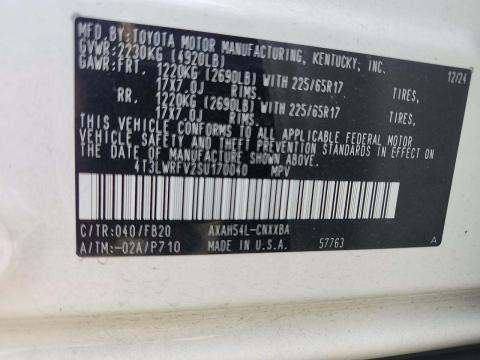 MFD.BY:TOYOTA MOTOR MANUFACTURING, KENTUCKY, INC.
GVWR: 2230KG (4920LB) 12/24
GAWR:FRT. 1220KG (2690LB) WITH 225/65R17 TIRES,
17X7.0J RIMS,
RR. 1220KG (2690LB) WITH 225/65R17 TIRES,
17X7.0J RIMS.
THIS VEHICLE CONFORMS TO ALL APPLICABLE FEDERAL MOTOR
VEHICLE SAFETY AND THEFT PREVENTION STANDARDS IN EFFECT
ON THE DATE OF MANUFACTURE SHOWN ABOVE.
4T3LWRFV2SU170040 MPV
C/TR:040/FB20 AXAH54L-CNXXBA
A/TM:-02A/P710 MADE IN U.S.A. 57763 A